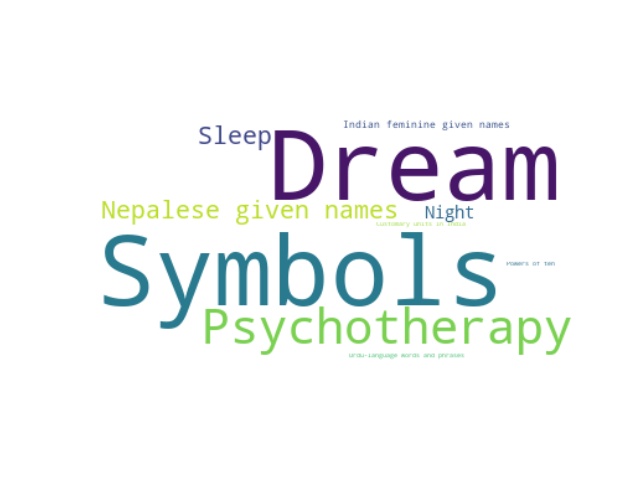 Indian feminine given names
Sleep
Dream
Nepalese given names
Night
Customary units in India
Symbols
Powers of ten
Psychotherapy
Urdu-language words and phrases